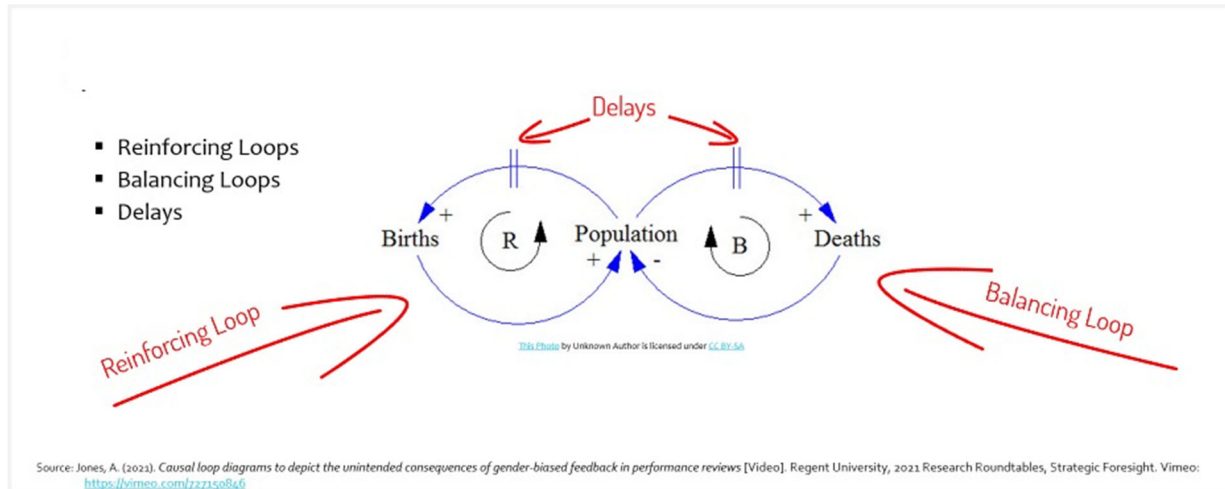 Delays
▪ Reinforcing Loops
▪ Balancing Loops
▪ Delays
+ +
Births R Population B Deaths
+ -
Reinforcing Loop
Balancing Loop
This Photo by Unknown Author is licensed under CC BY-SA
Source: Jones, A. (2021). Causal loop diagrams to depict the unintended consequences of gender-biased feedback in performance reviews [Video]. Regent University, 2021 Research Roundtables, Strategic Foresight. Vimeo:
https://vimeo.com/727150846